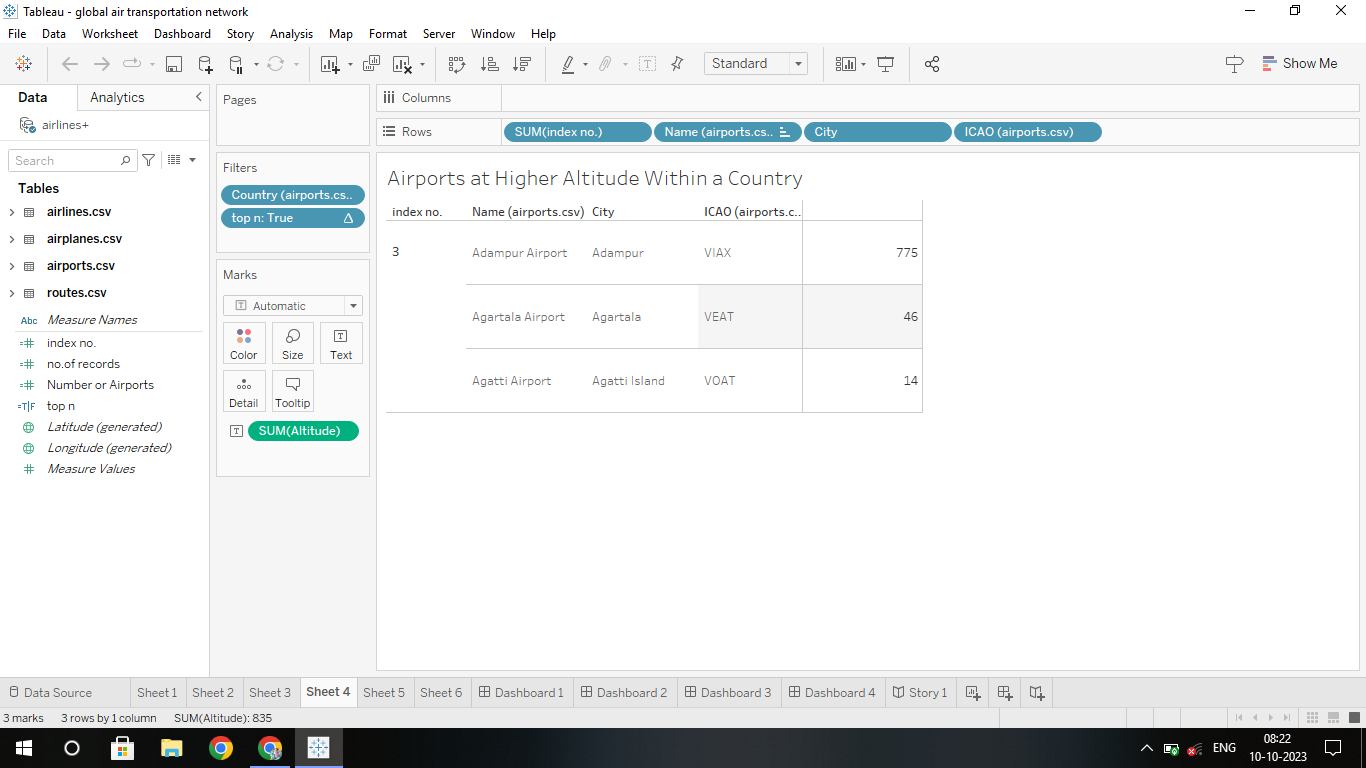 Tableau - global air transportation network
File Data Worksheet Dashboard Story Analysis Map Format Server Window Help
Standard
Show Me
Data Analytics
airlines+
Search
Tables
airlines.csv
airplanes.csv
airports.csv
routes.csv
Abc Measure Names
index no.
no.of records
Number or Airports
=T|F top n
Latitude (generated)
Longitude (generated)
Measure Values
Pages
Filters
Country (airports.cs..
top n: True
Marks
Automatic
Color Size Text
Detail Tooltip
SUM(Altitude)
Columns
Rows SUM(index no.) Name (airports.cs.. City ICAO (airports.csv)
Airports at Higher Altitude Within a Country
index no. Name (airports.csv) City ICAO (airports.c..
3 Adampur Airport Adampur VIAX 775
Agartala Airport Agartala VEAT 46
Agatti Airport Agatti Island VOAT 14
Data Source Sheet 1 Sheet 2 Sheet 3 Sheet 4 Sheet 5 Sheet 6 Dashboard 1 Dashboard 2 Dashboard 3 Dashboard 4 Story 1
3 marks 3 rows by 1 column SUM(Altitude): 835
ENG
08:22
10-10-2023